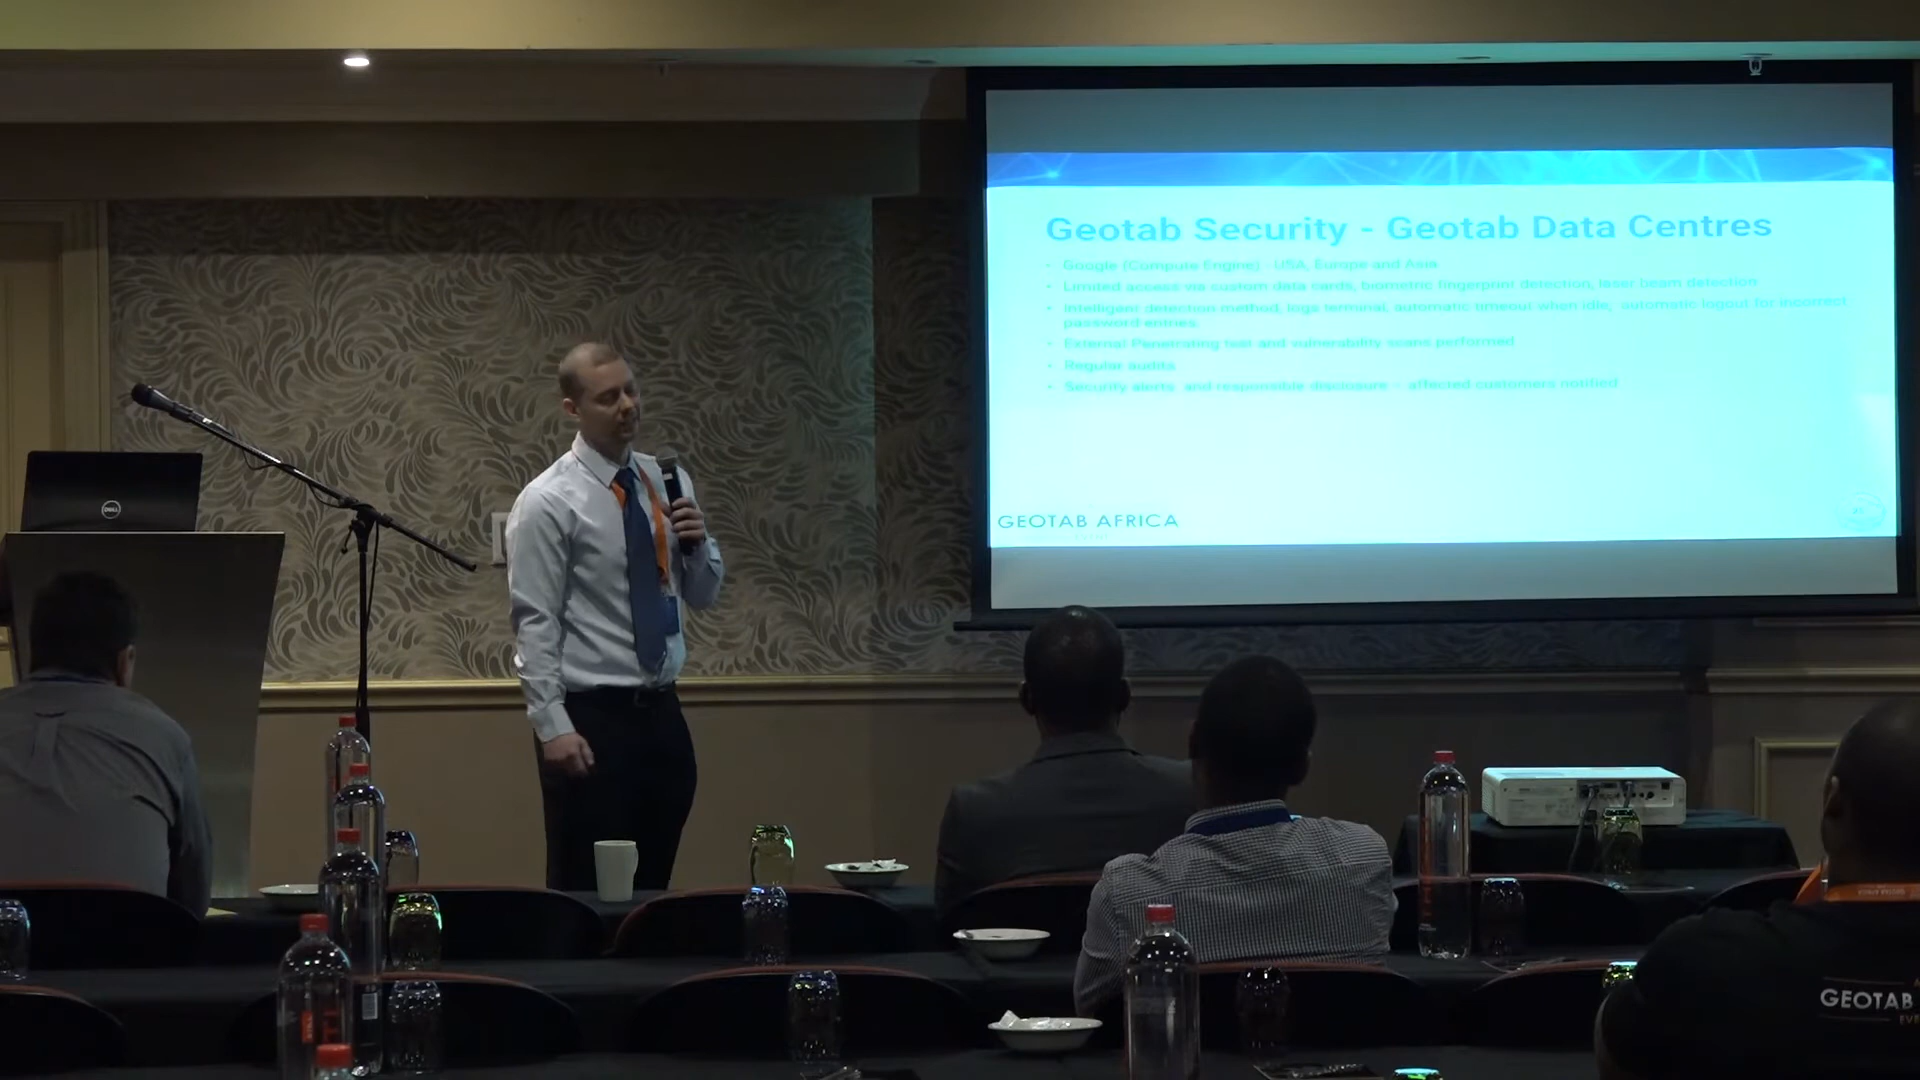 Geotab Security - Geotab Data Centres
- Google (Compute Engine) - USA, Europe and Asia
- Limited access via custom data cards, biometric fingerprint detection, laser beam detection
- Intelligent detection method, logs terminal, automatic timeout when idle, automatic logout for incorrect
password entries.
- External Penetrating test and vulnerability scans performed
- Regular audits
- Security alerts and responsible disclosure - affected customers notified
GEOTAB AFRICA
DELL
GEOTAB